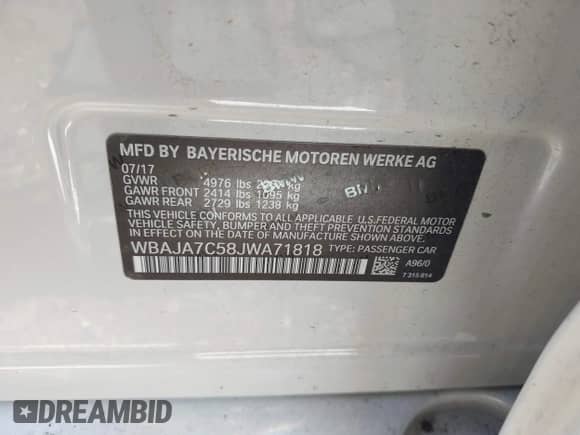 MFD BY BAYERISCHE MOTOREN WERKE AG
07/17
GVWR 4976 lbs kg
GAWR FRONT 2414 lbs 1095 kg
GAWR REAR 2729 lbs 1238 kg
THIS VEHICLE CONFORMS TO ALL APPLICABLE U.S.FEDERAL MOTOR
VEHICLE SAFETY, BUMPER, AND THEFT PREVENTION STANDARDS
IN EFFECT ON THE DATE OF MANUFACTURE SHOWN ABOVE.
WBAJA7C58JWA71818 TYPE: PASSENGER CAR
A96/0
7 315 814
DREAMBID